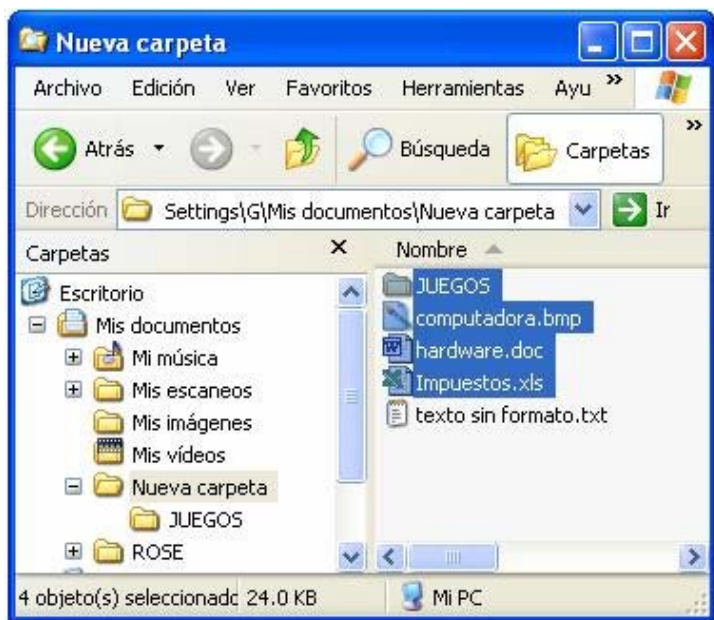 Nueva carpeta
Archivo Edición Ver Favoritos Herramientas Ayu »
Atrás Búsqueda Carpetas »
Dirección Settings\G\Mis documentos\Nueva carpeta Ir
Carpetas X Nombre
Escritorio
Mis documentos
Mi música
Mis escaneos
Mis imágenes
Mis vídeos
Nueva carpeta
JUEGOS
ROSE
JUEGOS
computadora.bmp
hardware.doc
Impuestos.xls
texto sin formato.txt
4 objeto(s) seleccionadc 24.0 KB Mi PC